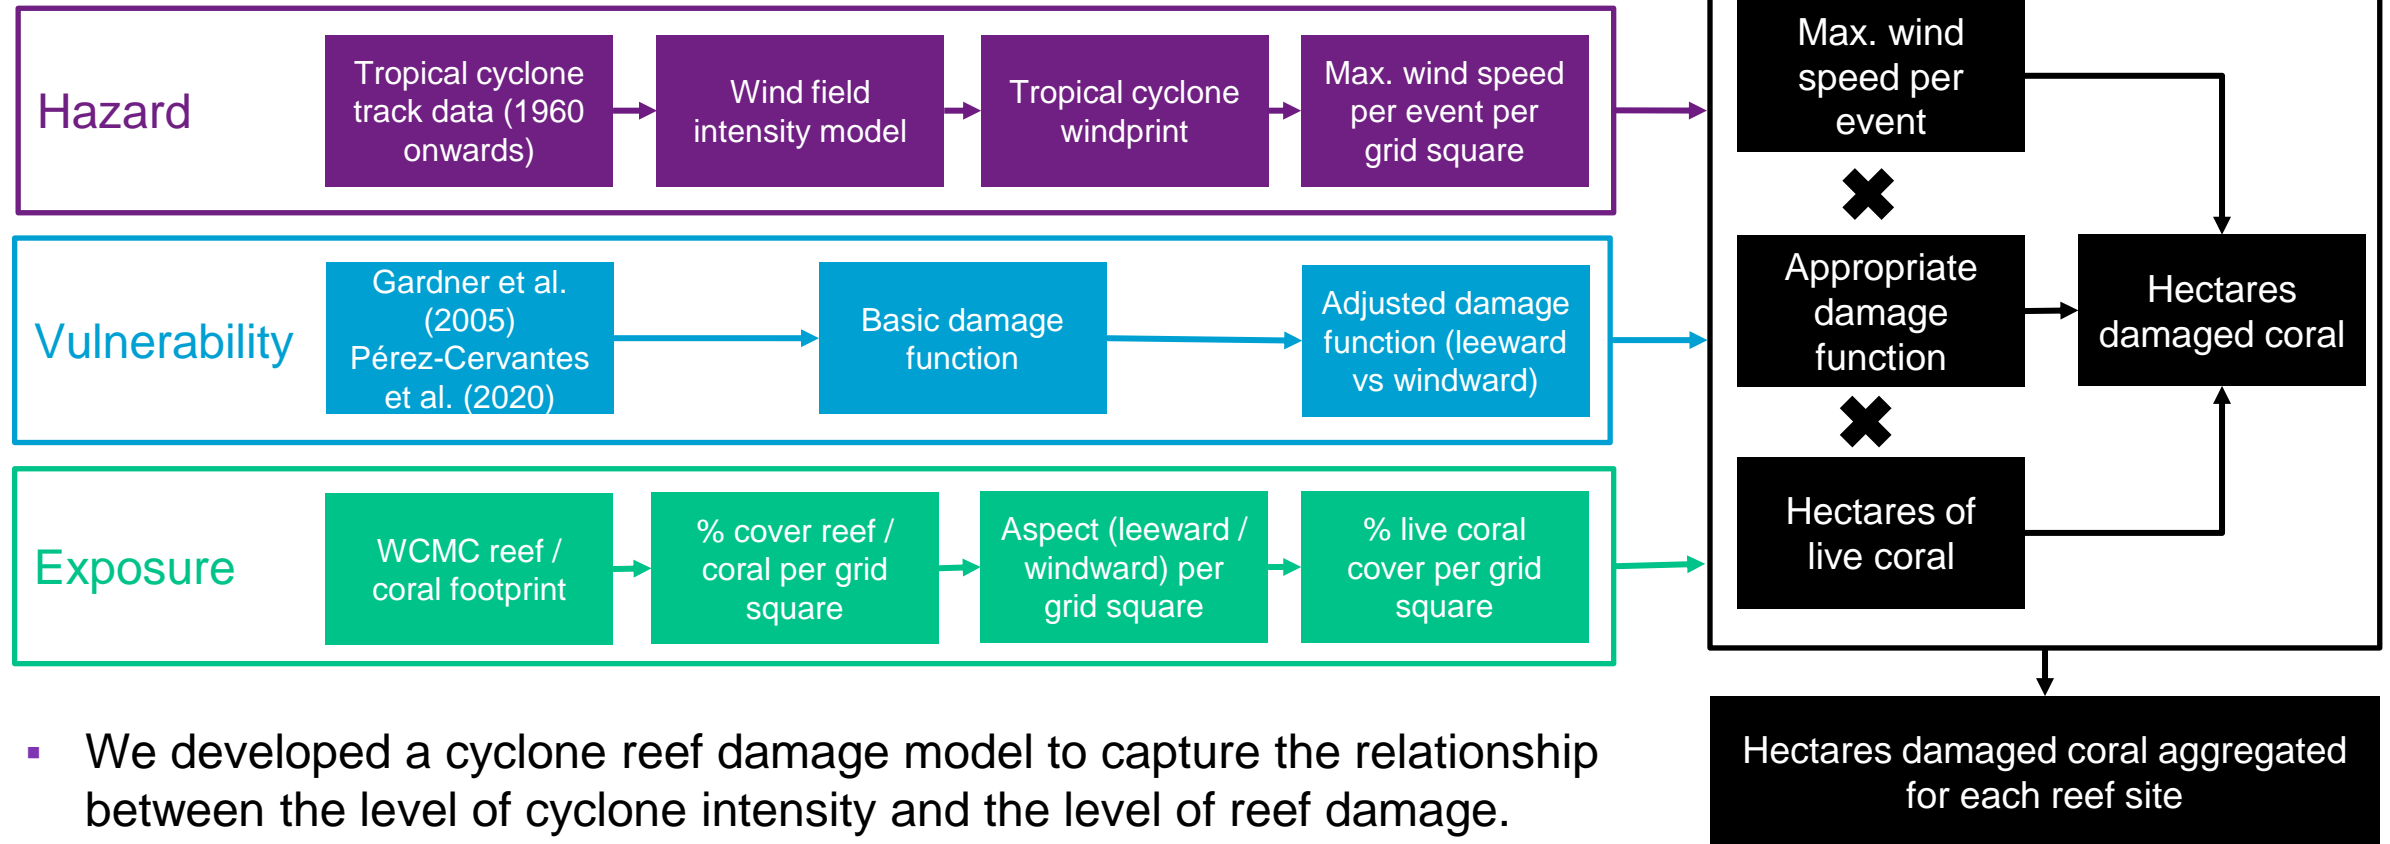 Hazard
Tropical cyclone
track data (1960
onwards)
Wind field
intensity model
Tropical cyclone
windprint
Max. wind speed
per event per
grid square
Vulnerability
Gardner et al.
(2005)
Pérez-Cervantes
et al. (2020)
Basic damage
function
Adjusted damage
function (leeward
vs windward)
Exposure
WCMC reef /
coral footprint
% cover reef /
coral per grid
square
Aspect (leeward /
windward) per
grid square
% live coral
cover per grid
square
Max. wind
speed per
event
Appropriate
damage
function
Hectares of
live coral
Hectares
damaged coral
Hectares damaged coral aggregated
for each reef site
▪ We developed a cyclone reef damage model to capture the relationship
between the level of cyclone intensity and the level of reef damage.